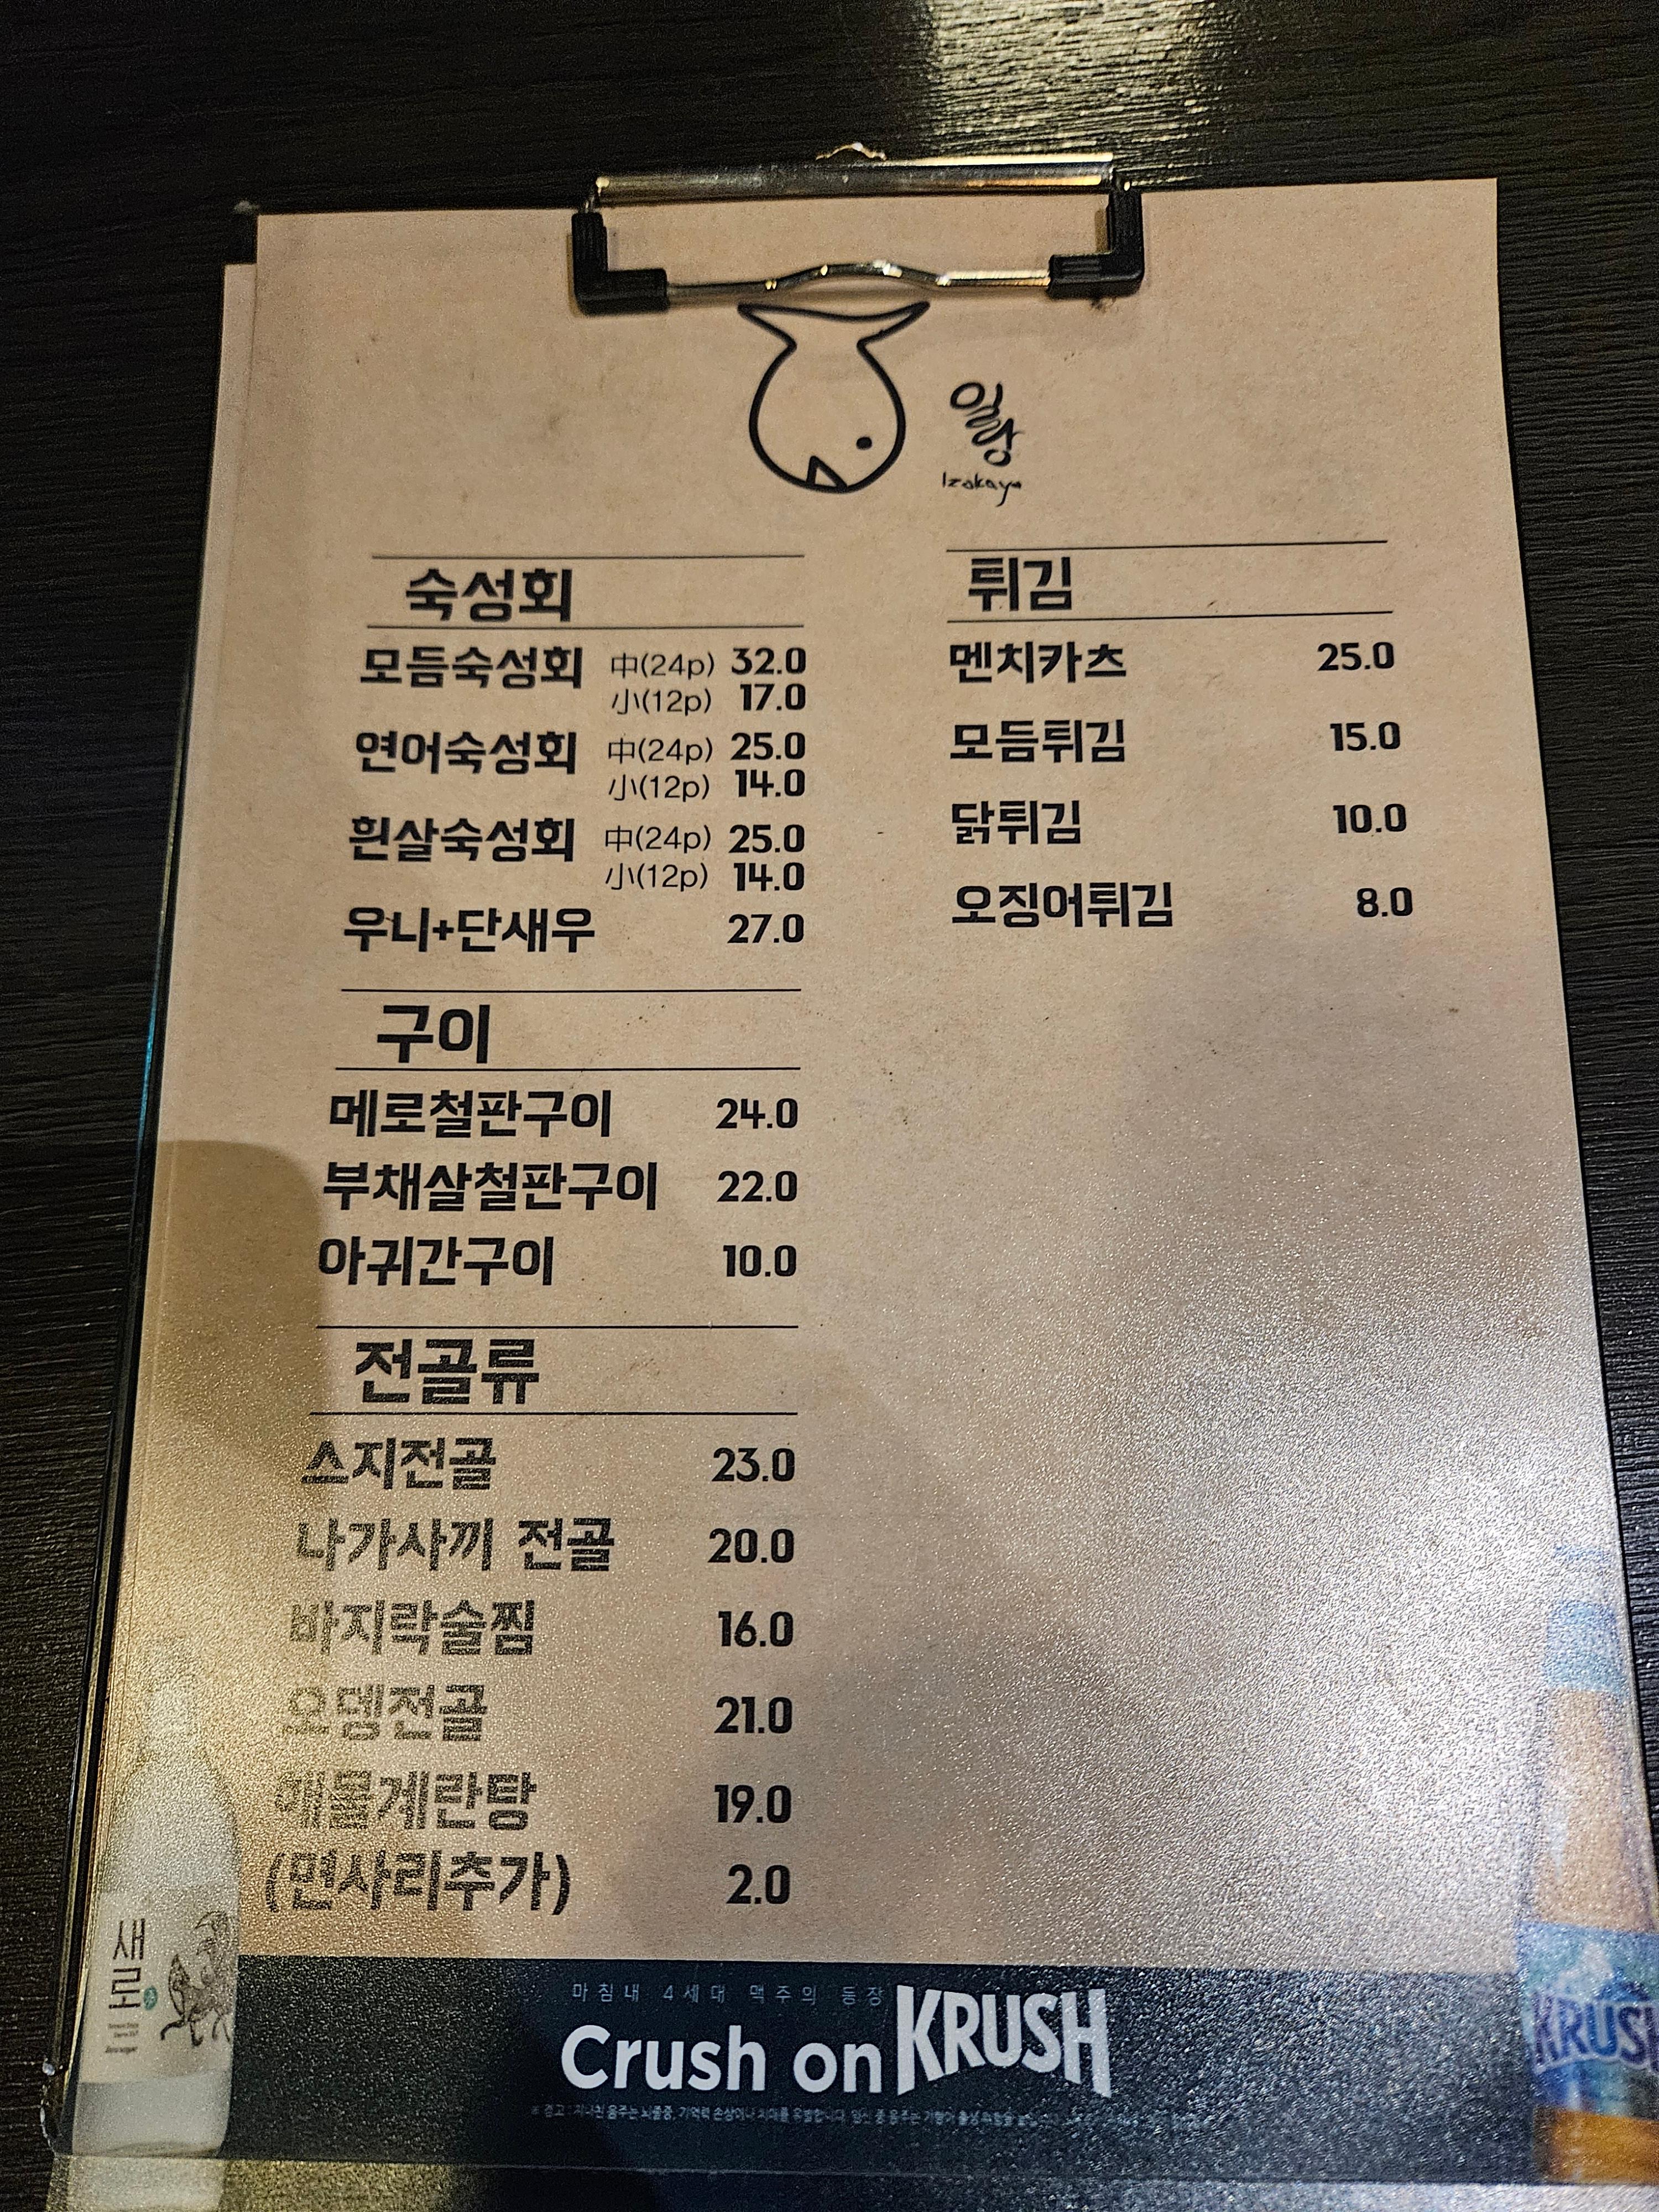 일랑
Izakaya
숙성회
모듬숙성회 中(24p) 32.0
小(12p) 17.0
연어숙성회 中(24p) 25.0
小(12p) 14.0
흰살숙성회 中(24p) 25.0
小(12p) 14.0
우니+단새우 27.0
구이
메로철판구이 24.0
부채살철판구이 22.0
아귀간구이 10.0
전골류
스지전골 23.0
나가사끼 전골 20.0
바지락술찜 16.0
오뎅전골 21.0
해물계란탕 19.0
(면사리추가) 2.0
튀김
멘치카츠 25.0
모듬튀김 15.0
닭튀김 10.0
오징어튀김 8.0
새로
마침내 4세대 맥주의 등장
Crush on KRUSH
KRUSH